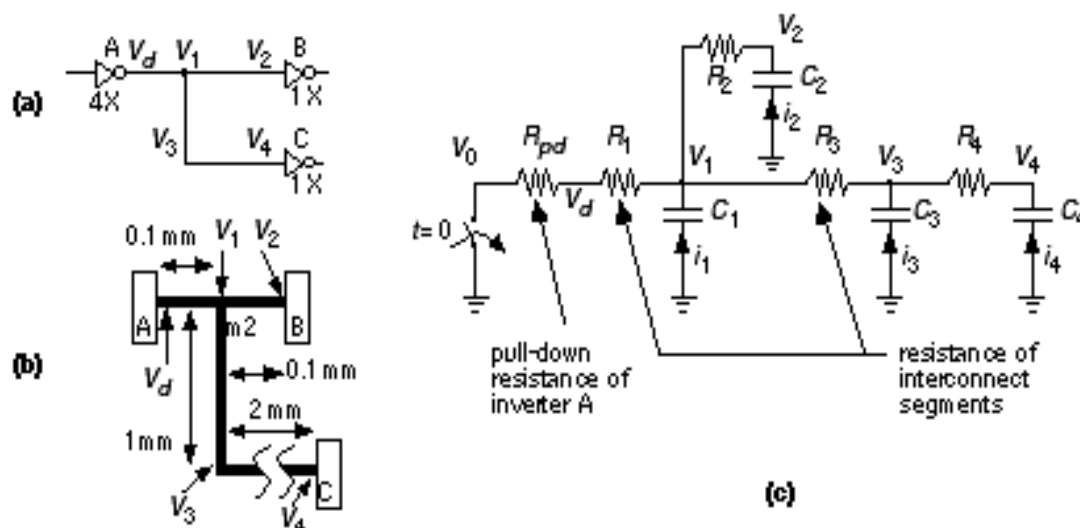 (a)
A
V_d
V_1
V_2
B
4X
1X
V_3
V_4
C
1X
(b)
0.1 mm
V_1
V_2
A
m2
B
V_d
0.1 mm
2 mm
1 mm
V_3
V_4
C
V_2
R_2
C_2
i_2
V_0
R_pd
R_1
V_1
R_3
V_3
R_4
V_4
V_d
C_1
C_3
t=0
i_1
i_3
i_4
pull-down
resistance of
inverter A
resistance of
interconnect
segments
(c)